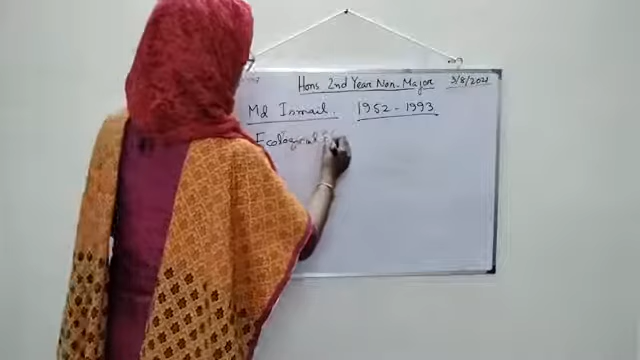 Hons 2nd Year Non-Major 3/8/2021
Md Ismail. 1952 - 1993
Ecological